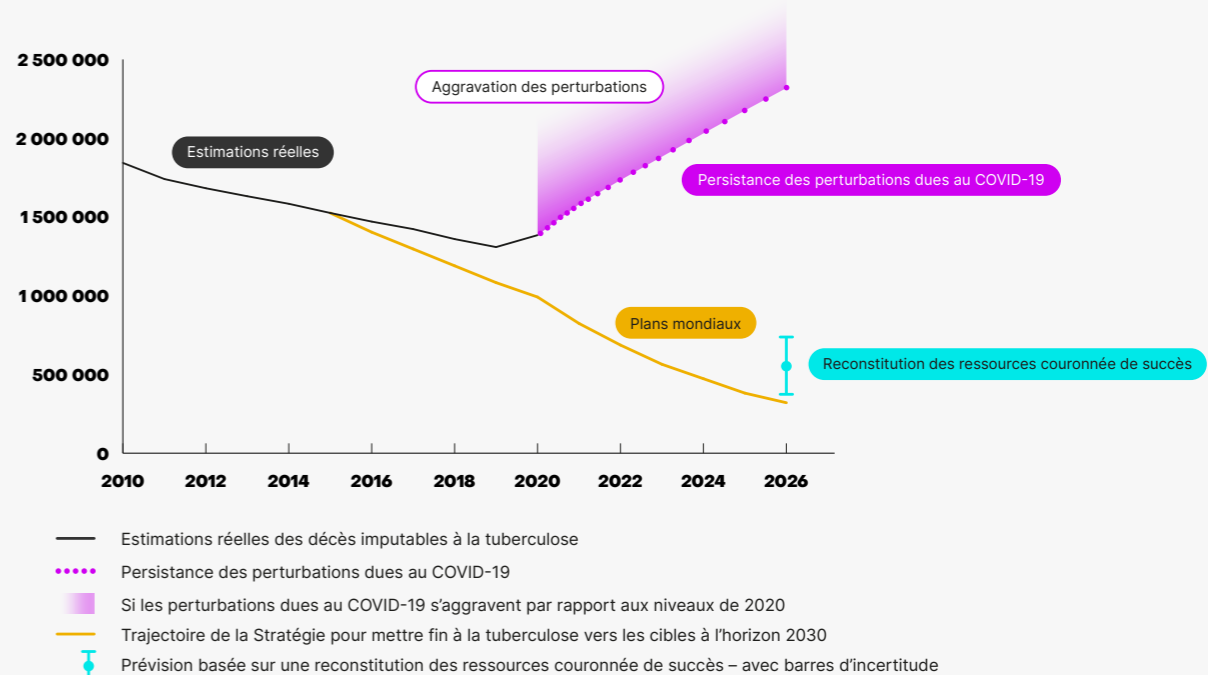 2 500 000
Aggravation des perturbations
2 000 000
Estimations réelles
Persistance des perturbations dues au COVID-19
1 500 000
1 000 000
Plans mondiaux
500 000
Reconstitution des ressources couronnée de succès
0
2010 2012 2014 2016 2018 2020 2022 2024 2026
Estimations réelles des décès imputables à la tuberculose
Persistance des perturbations dues au COVID-19
Si les perturbations dues au COVID-19 s’aggravent par rapport aux niveaux de 2020
Trajectoire de la Stratégie pour mettre fin à la tuberculose vers les cibles à l’horizon 2030
Prévision basée sur une reconstitution des ressources couronnée de succès – avec barres d’incertitude